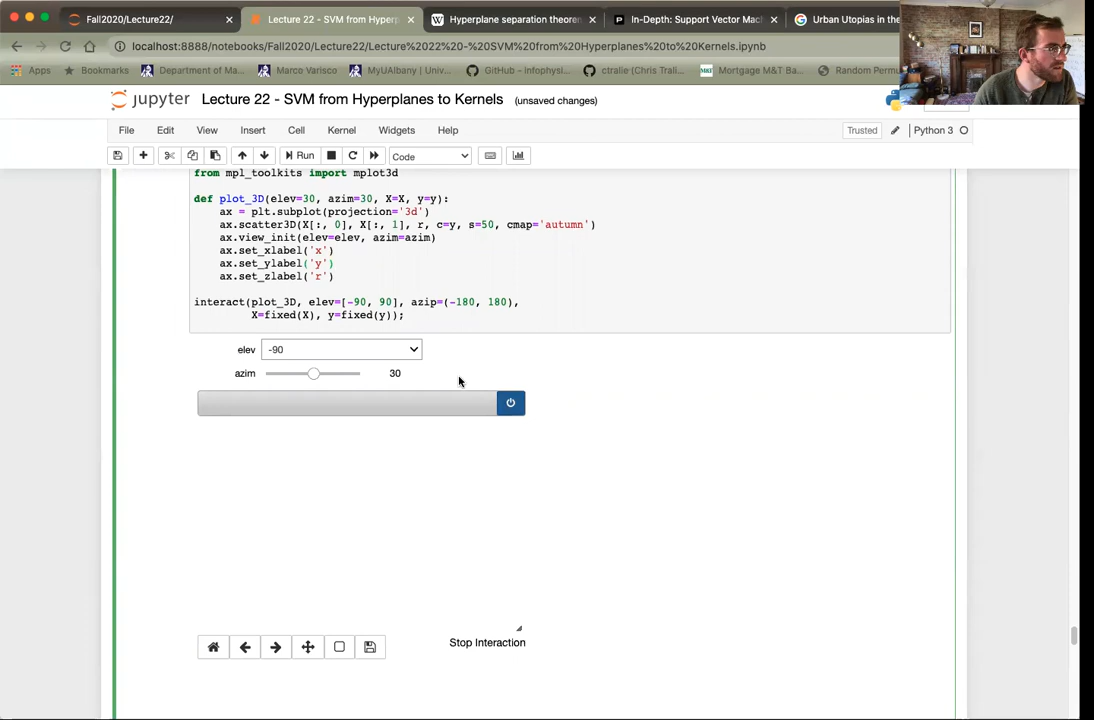 Fall2020/Lecture22/
Lecture 22 - SVM from Hyperp
Hyperplane separation theorem
In-Depth: Support Vector Mac
Urban Utopias in the
localhost:8888/notebooks/Fall2020/Lecture22/Lecture%2022%20-%20SVM%20from%20Hyperplanes%20to%20Kernels.ipynb
Apps
Bookmarks
Department of Ma...
Marco Varisco
MyUAlbany | Univ...
GitHub - Infophysi...
ctralie (Chris Tralie...
M&T
Mortgage M&T Ba...
Random Permu
jupyter
Lecture 22 - SVM from Hyperplanes to Kernels
(unsaved changes)
File
Edit
View
Insert
Cell
Kernel
Widgets
Help
Trusted
Python 3
Run
Code
from mpl_toolkits import mplot3d
def plot_3D(elev=30, azim=30, X=X, y=y):
ax = plt.subplot(projection='3d')
ax.scatter3D(X[:, 0], X[:, 1], r, c=y, s=50, cmap='autumn')
ax.view_init(elev=elev, azim=azim)
ax.set_xlabel('x')
ax.set_ylabel('y')
ax.set_zlabel('r')
interact(plot_3D, elev=[-90, 90], azip=(-180, 180),
X=fixed(X), y=fixed(y));
elev
-90
azim
30
Stop Interaction